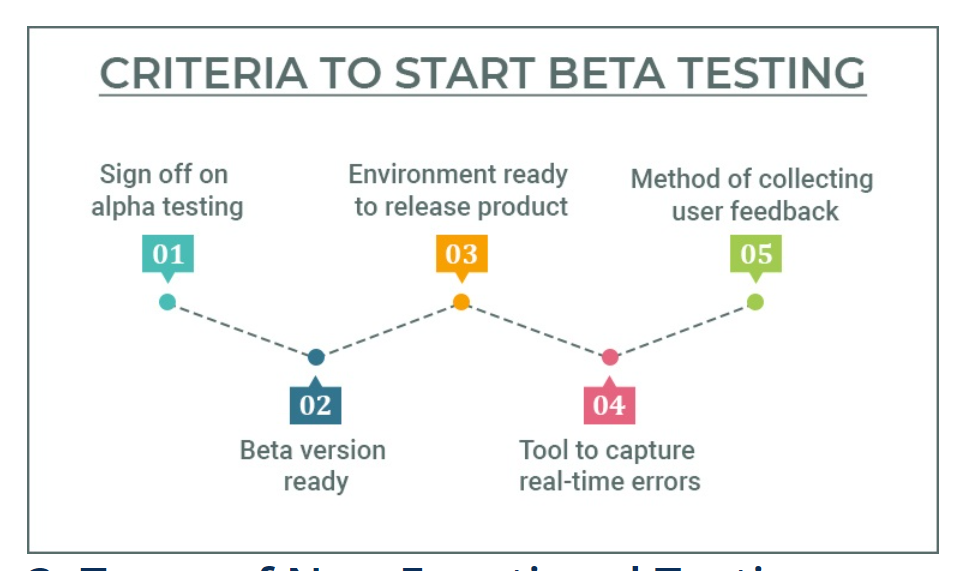 CRITERIA TO START BETA TESTING
Sign off on
alpha testing
01
Beta version
ready
02
Environment ready
to release product
03
Tool to capture
real-time errors
04
Method of collecting
user feedback
05